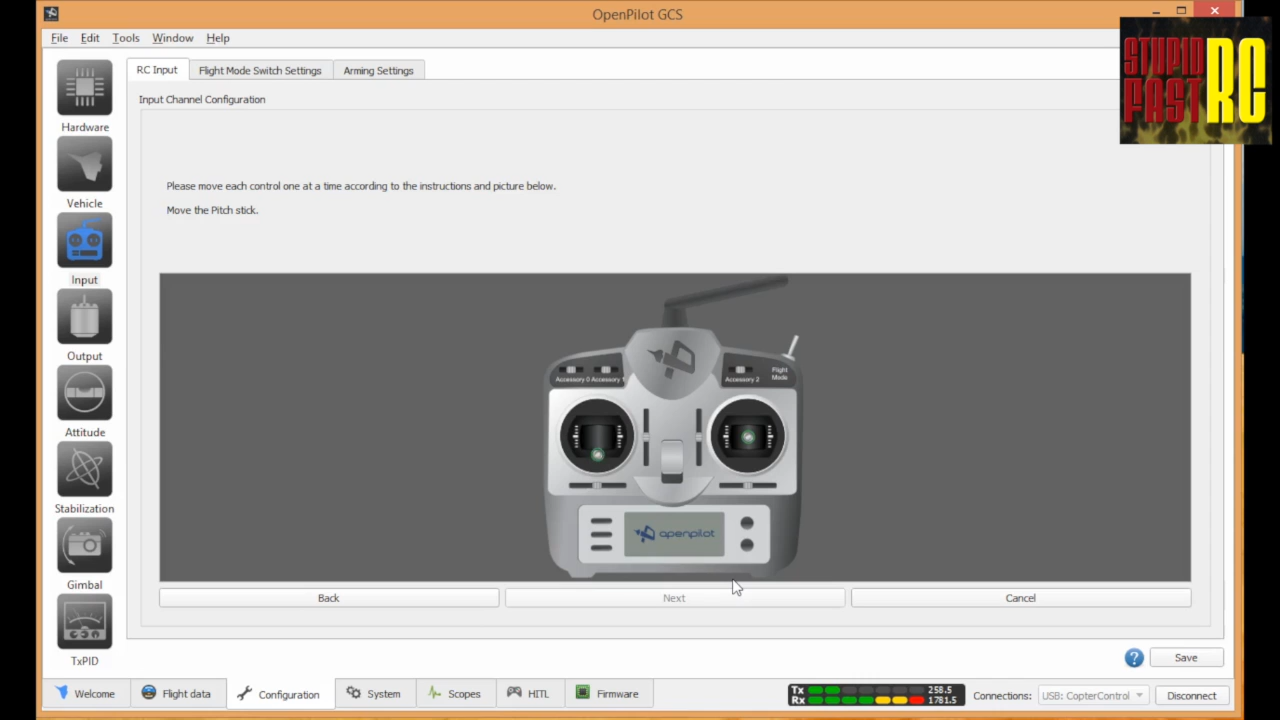 OpenPilot GCS
STUPID
FAST RC
File Edit Tools Window Help
RC Input Flight Mode Switch Settings Arming Settings
Input Channel Configuration
Please move each control one at a time according to the instructions and picture below.
Move the Pitch stick.
Hardware
Vehicle
Input
Output
Attitude
Stabilization
Gimbal
TxPID
Accessory 0 Accessory 1
Accessory 2
Flight
Mode
openpilot
Back Next Cancel
? Save
Welcome Flight data Configuration System Scopes HITL Firmware
Tx 258.5
Rx 1781.5
Connections: USB: CopterControl Disconnect